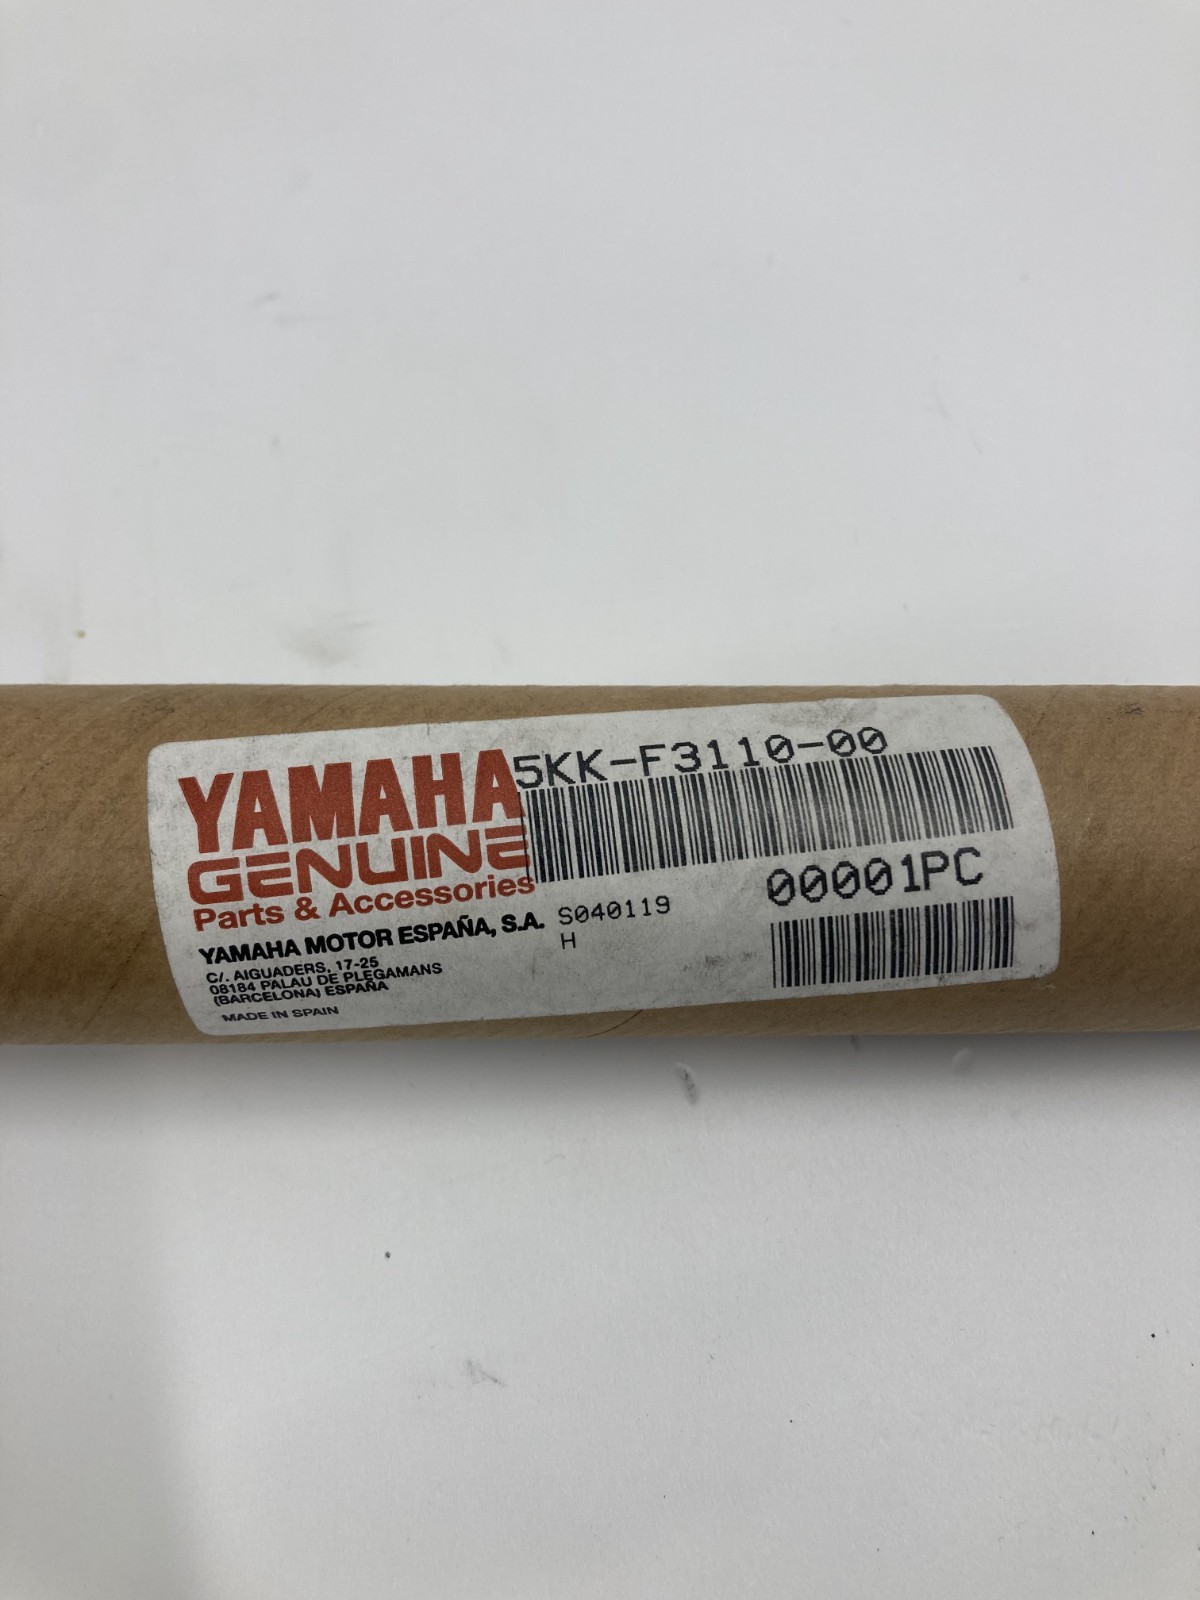 YAMAHA
GENUINE
Parts & Accessories
YAMAHA MOTOR ESPAÑA, S.A.
C/. AIGUADERS, 17-25
08184 PALAU DE PLEGAMANS
(BARCELONA) ESPAÑA
MADE IN SPAIN
5KK-F3110-00
00001PC
S040119
H